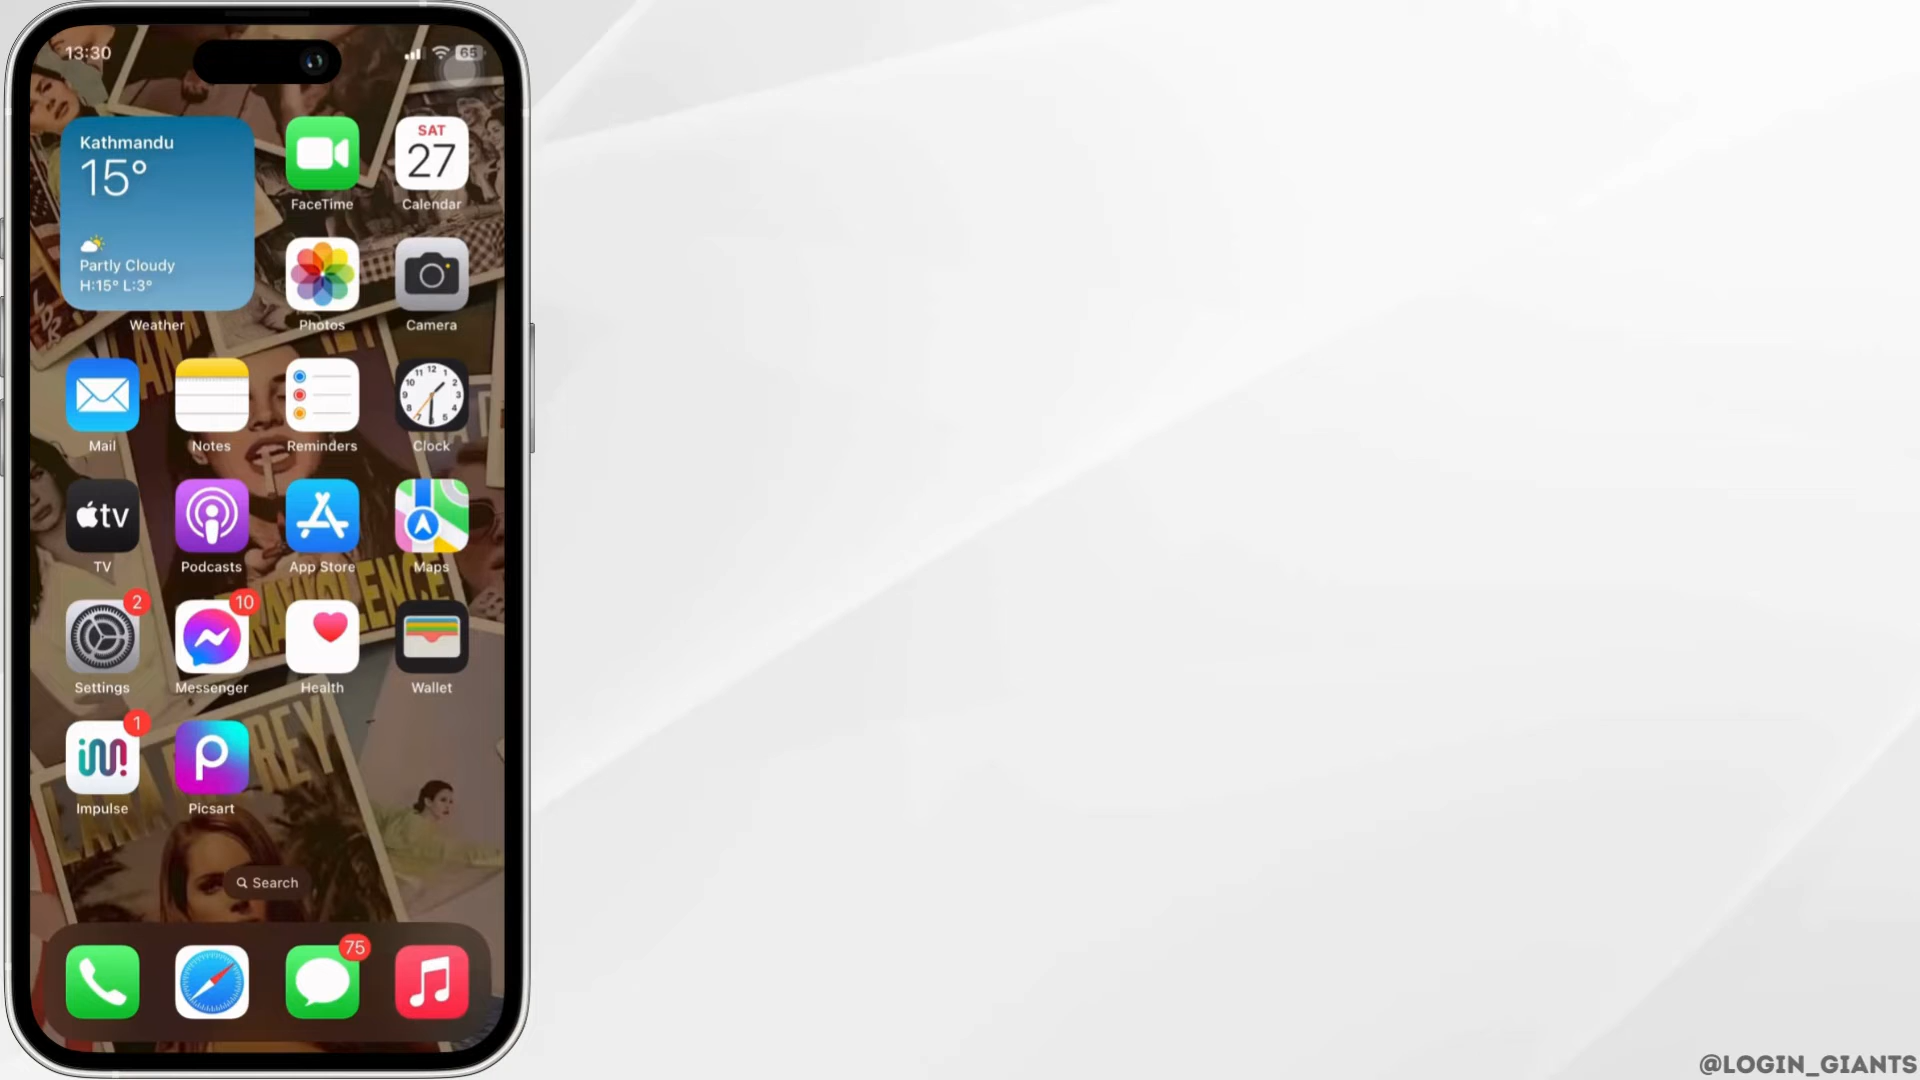 13:30
65
Kathmandu
15°
Partly Cloudy
H:15° L:3°
Weather
FaceTime
SAT
27
Calendar
Photos
Camera
Mail
Notes
Reminders
Clock
tv
TV
Podcasts
App Store
Maps
2
Settings
10
Messenger
Health
Wallet
1
Impulse
Picsart
Search
75
@LOGIN_GIANTS